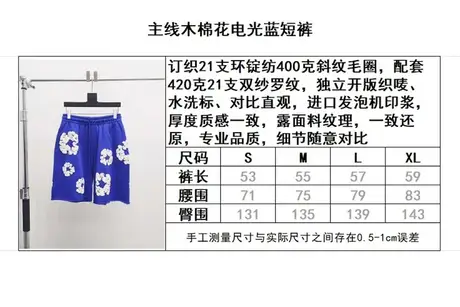 主线木棉花电光蓝短裤
订织21支环锭纺400克斜纹毛圈，配套
420克21支双纱罗纹，独立开版织唛、
水洗标、对比直观，进口发泡机印浆，
厚度质感一致，露面料纹理，一致还
原，专业品质，细节随意对比
尺码 S M L XL
裤长 53 55 57 59
腰围 71 75 79 83
臀围 131 135 139 143
手工测量尺寸与实际尺寸之间存在0.5-1cm误差